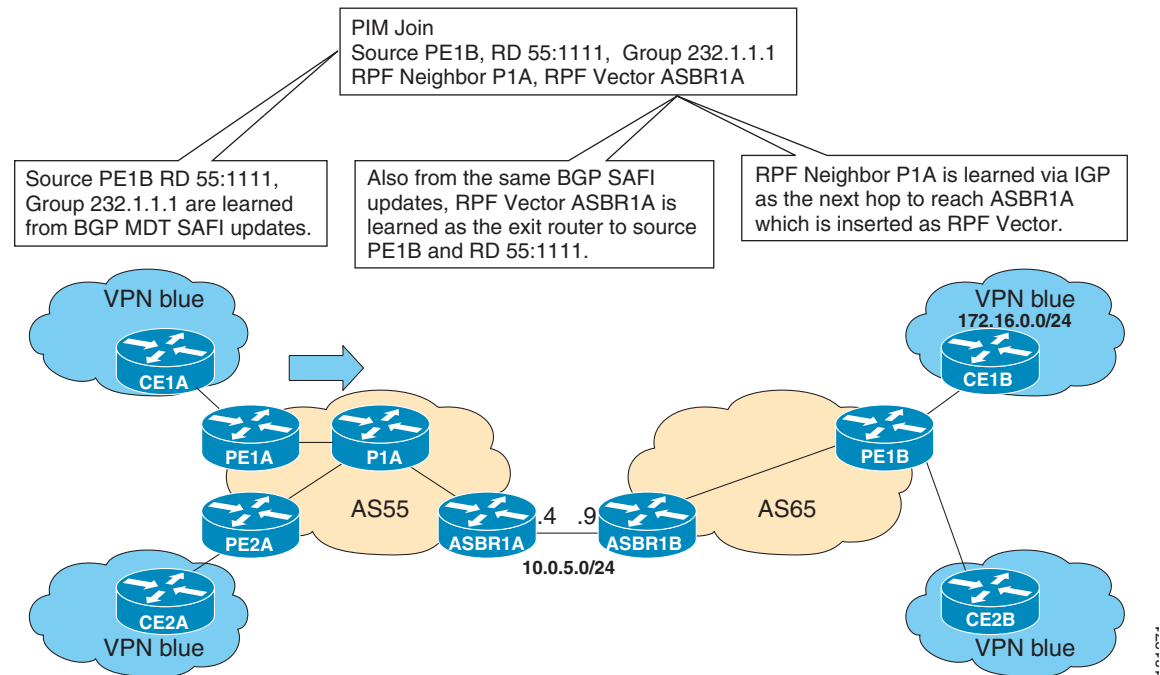 PIM Join
Source PE1B, RD 55:1111, Group 232.1.1.1
RPF Neighbor P1A, RPF Vector ASBR1A
Source PE1B RD 55:1111,
Group 232.1.1.1 are learned
from BGP MDT SAFI updates.
Also from the same BGP SAFI
updates, RPF Vector ASBR1A is
learned as the exit router to source
PE1B and RD 55:1111.
RPF Neighbor P1A is learned via IGP
as the next hop to reach ASBR1A
which is inserted as RPF Vector.
VPN blue
CE1A
VPN blue
172.16.0.0/24
CE1B
PE1A
P1A
PE1B
AS55
AS65
PE2A
ASBR1A
.4
.9
ASBR1B
10.0.5.0/24
CE2A
VPN blue
CE2B
VPN blue